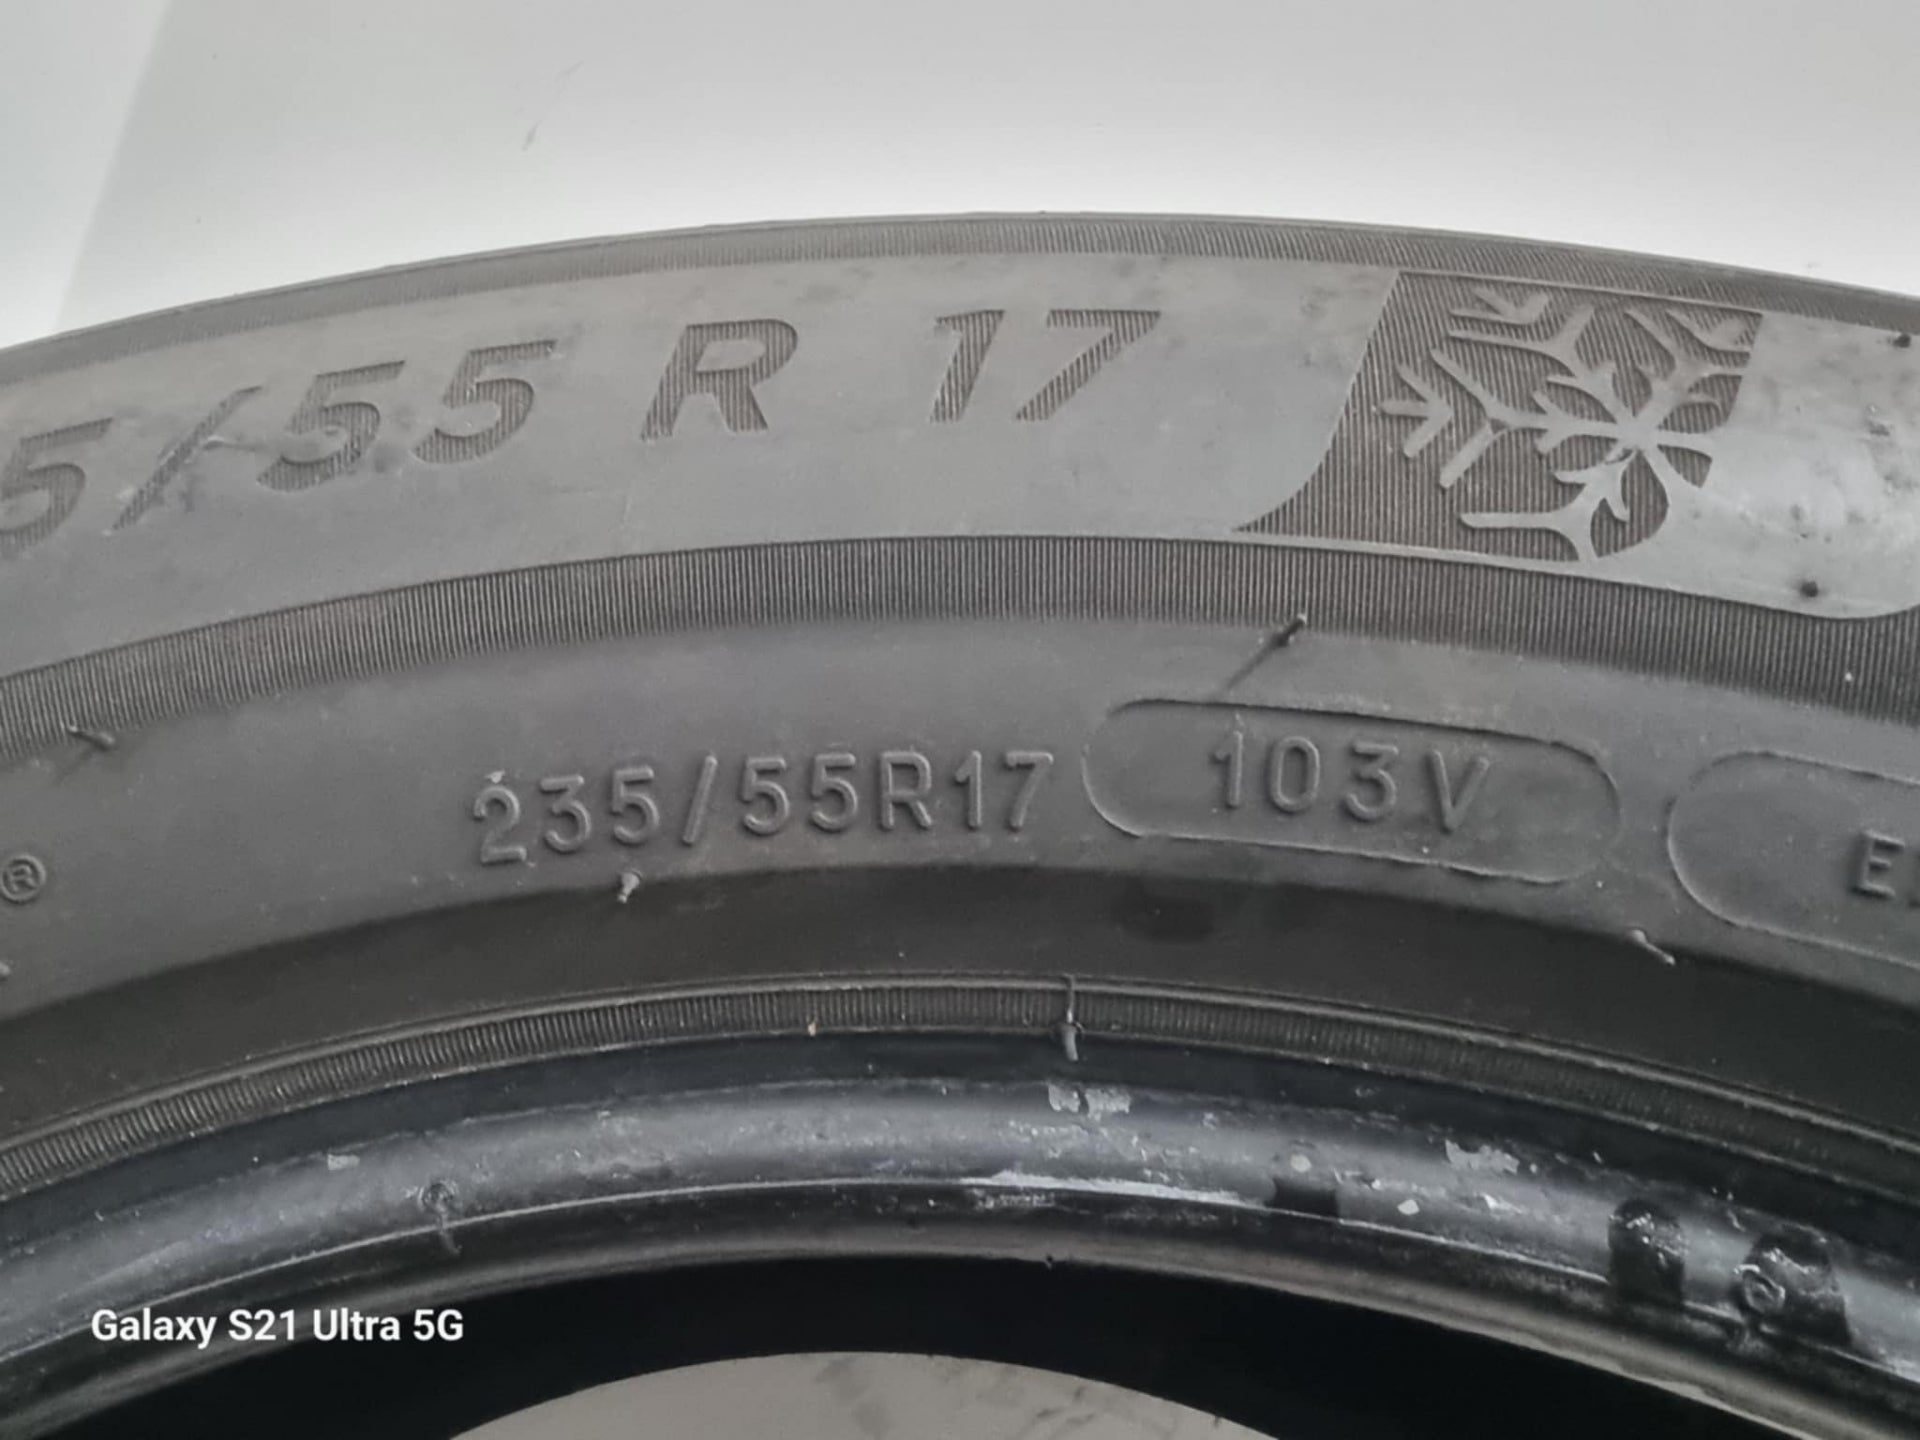 5/55 R 17
235/55R17 103V
®
Galaxy S21 Ultra 5G